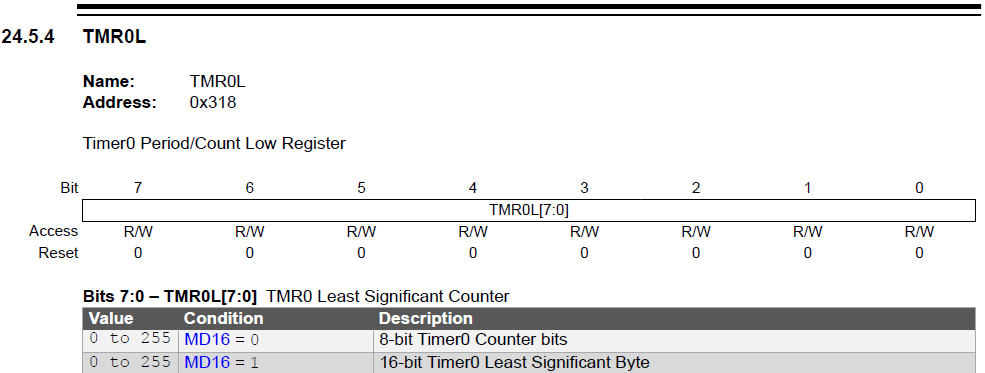 24.5.4 TMR0L
Name: TMR0L
Address: 0x318
Timer0 Period/Count Low Register
Bit 7 6 5 4 3 2 1 0
TMR0L[7:0]
Access R/W R/W R/W R/W R/W R/W R/W R/W
Reset 0 0 0 0 0 0 0 0
Bits 7:0 – TMR0L[7:0] TMR0 Least Significant Counter
Value Condition Description
0 to 255 MD16 = 0 8-bit Timer0 Counter bits
0 to 255 MD16 = 1 16-bit Timer0 Least Significant Byte